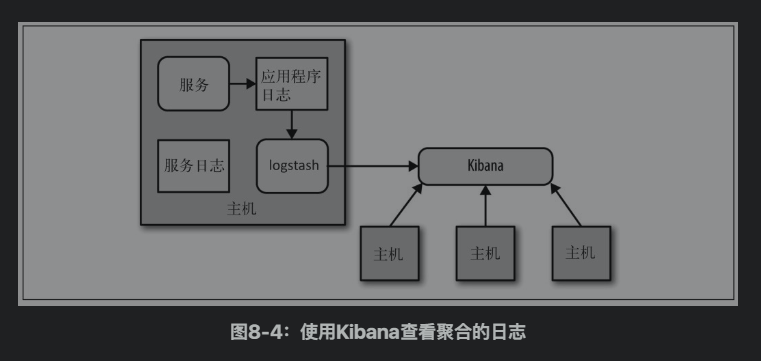 服务
应用程序
日志
服务日志
logstash
主机
Kibana
主机
主机
主机
图8-4：使用Kibana查看聚合的日志